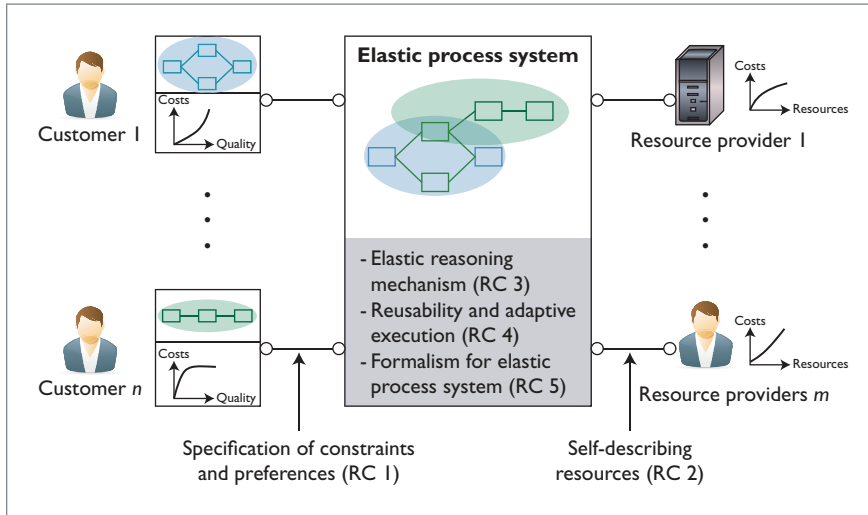 Elastic process system
Costs
Quality
Customer 1
Costs
Resources
Resource provider 1
- Elastic reasoning
mechanism (RC 3)
- Reusability and adaptive
execution (RC 4)
- Formalism for elastic
process system (RC 5)
Costs
Quality
Customer n
Costs
Resources
Resource providers m
Specification of constraints
and preferences (RC 1)
Self-describing
resources (RC 2)